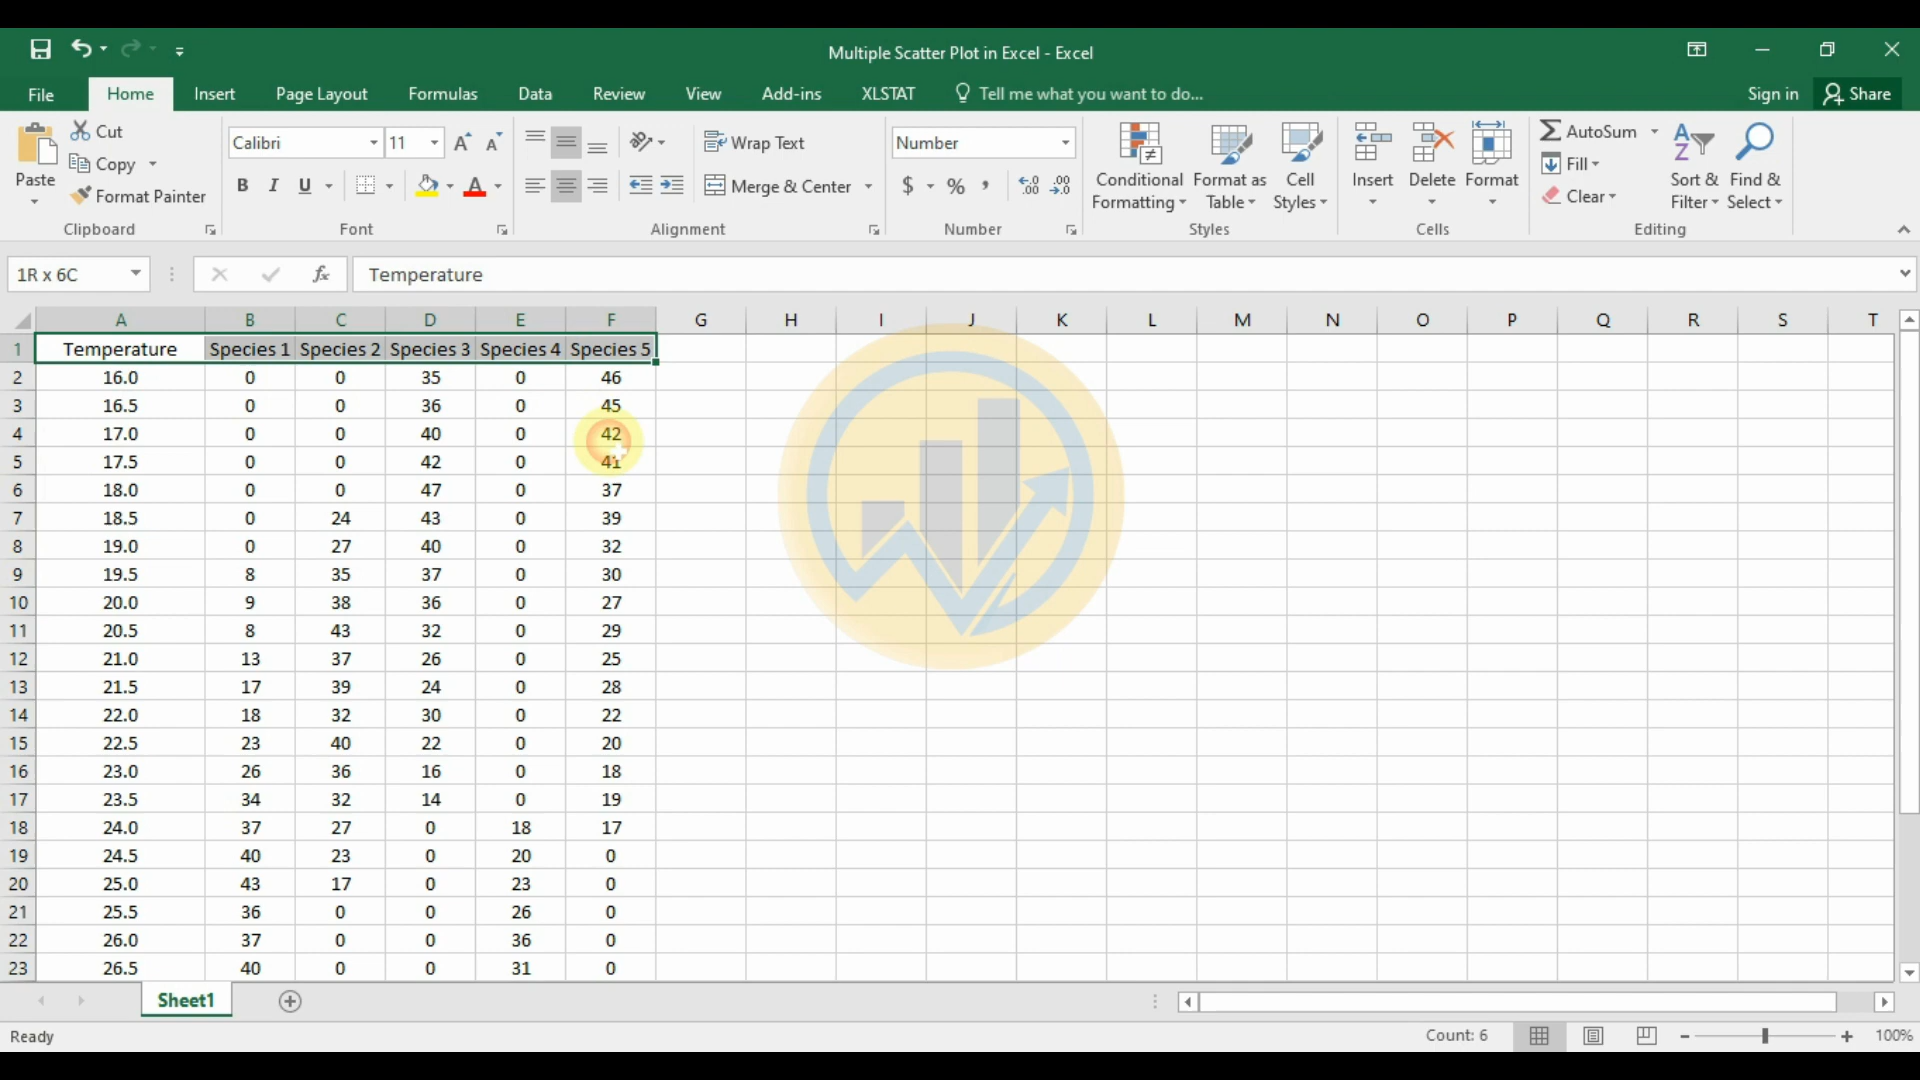 Multiple Scatter Plot in Excel - Excel
File Home Insert Page Layout Formulas Data Review View Add-ins XLSTAT Tell me what you want to do... Sign in Share
Paste Cut Copy Format Painter Clipboard
Calibri 11 B I U A Font
Wrap Text Merge & Center Alignment
Number $ % , .00 .0 Number
Conditional Formatting Format as Table Cell Styles Styles
Insert Delete Format Cells
AutoSum Fill Clear Sort & Filter Find & Select Editing
1R x 6C fx Temperature
A B C D E F G H I J K L M N O P Q R S T
1 Temperature Species 1 Species 2 Species 3 Species 4 Species 5
2 16.0 0 0 35 0 46
3 16.5 0 0 36 0 45
4 17.0 0 0 40 0 42
5 17.5 0 0 42 0 41
6 18.0 0 0 47 0 37
7 18.5 0 24 43 0 39
8 19.0 0 27 40 0 32
9 19.5 8 35 37 0 30
10 20.0 9 38 36 0 27
11 20.5 8 43 32 0 29
12 21.0 13 37 26 0 25
13 21.5 17 39 24 0 28
14 22.0 18 32 30 0 22
15 22.5 23 40 22 0 20
16 23.0 26 36 16 0 18
17 23.5 34 32 14 0 19
18 24.0 37 27 0 18 17
19 24.5 40 23 0 20 0
20 25.0 43 17 0 23 0
21 25.5 36 0 0 26 0
22 26.0 37 0 0 36 0
23 26.5 40 0 0 31 0
Sheet1
Ready Count: 6 100%